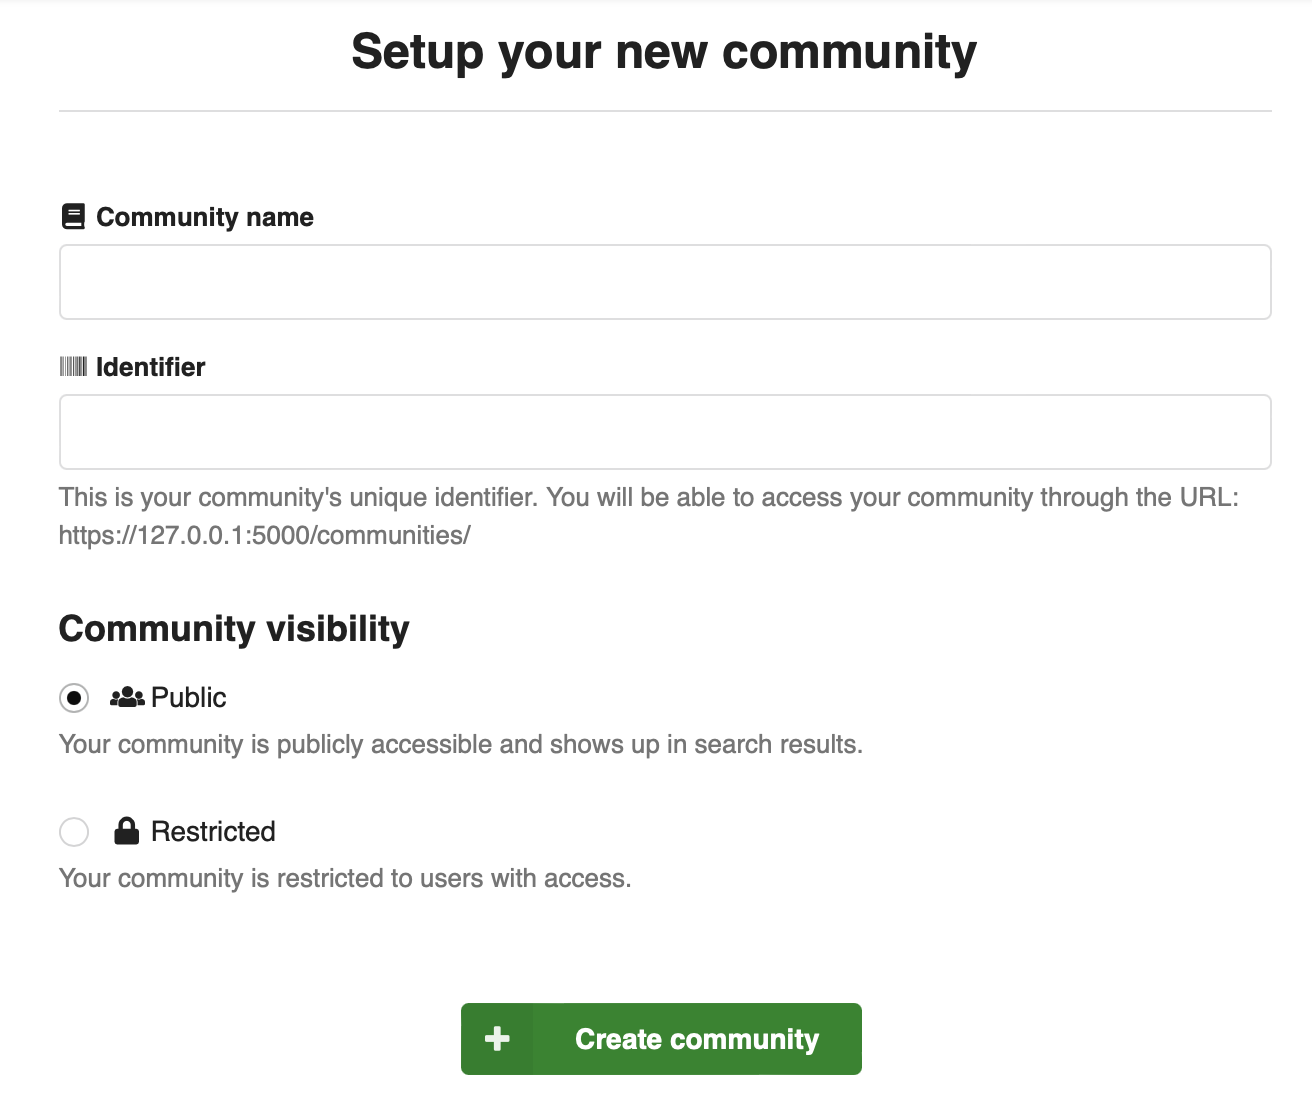 Setup your new community
Community name
Identifier
This is your community's unique identifier. You will be able to access your community through the URL:
https://127.0.0.1:5000/communities/
Community visibility
Public
Your community is publicly accessible and shows up in search results.
Restricted
Your community is restricted to users with access.
Create community